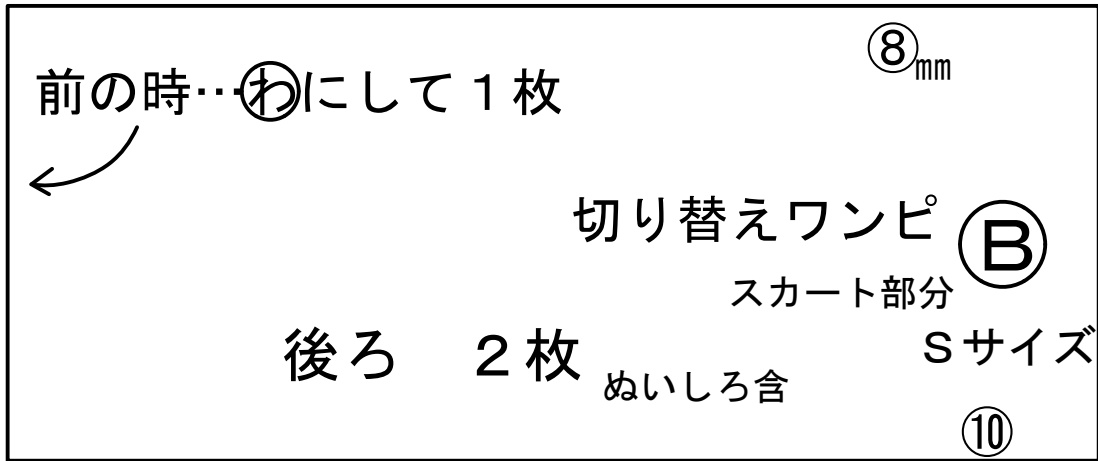 ⑧mm
前の時…わにして１枚
切り替えワンピ Ⓑ
スカート部分
Ｓサイズ
後ろ　２枚 ぬいしろ含
⑩